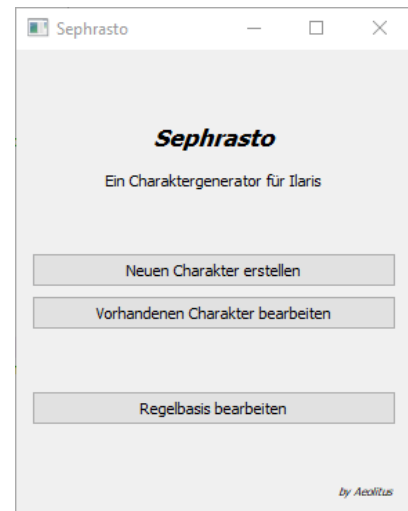 Sephrasto
Sephrasto
Ein Charaktergenerator für Ilaris
Neuen Charakter erstellen
Vorhandenen Charakter bearbeiten
Regelbasis bearbeiten
by Aeolitus